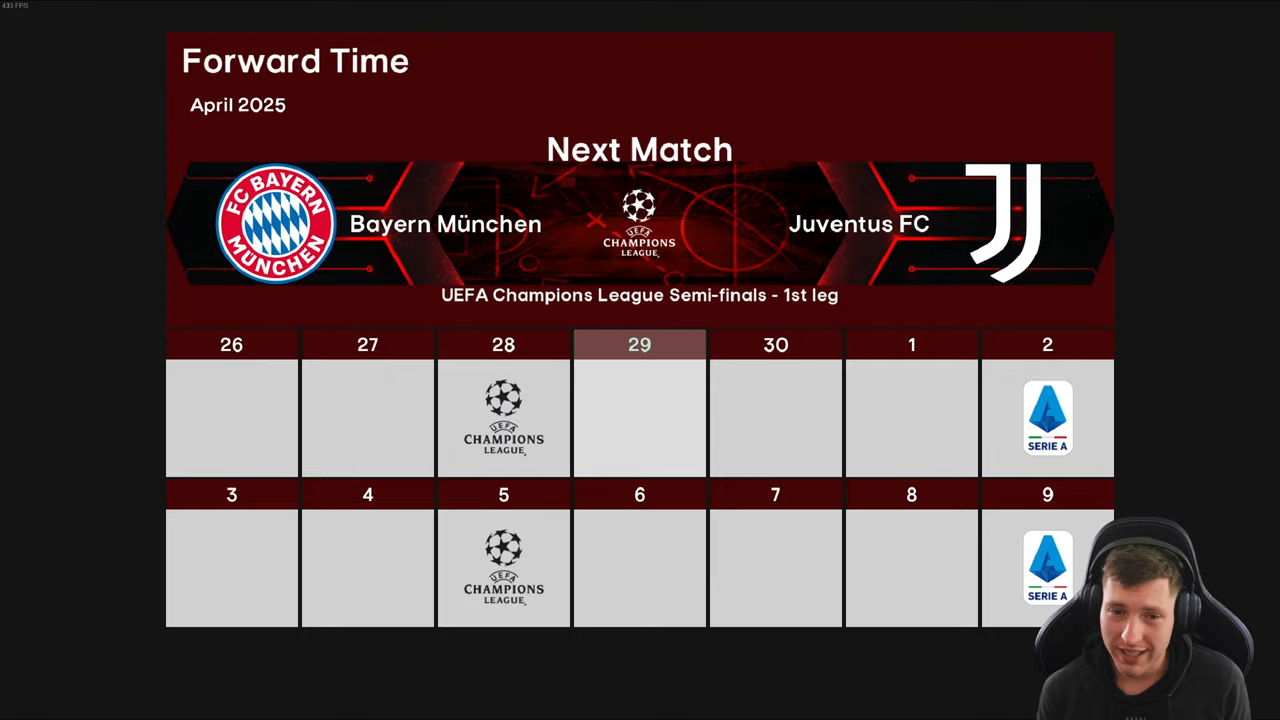 435 FPS
Forward Time
April 2025
Next Match
FC BAYERN
MÜNCHEN
Bayern München
UEFA
CHAMPIONS
LEAGUE
Juventus FC
UEFA Champions League Semi-finals - 1st leg
26 27 28 29 30 1 2
UEFA
CHAMPIONS
LEAGUE
SERIE A
3 4 5 6 7 8 9
UEFA
CHAMPIONS
LEAGUE
SERIE A